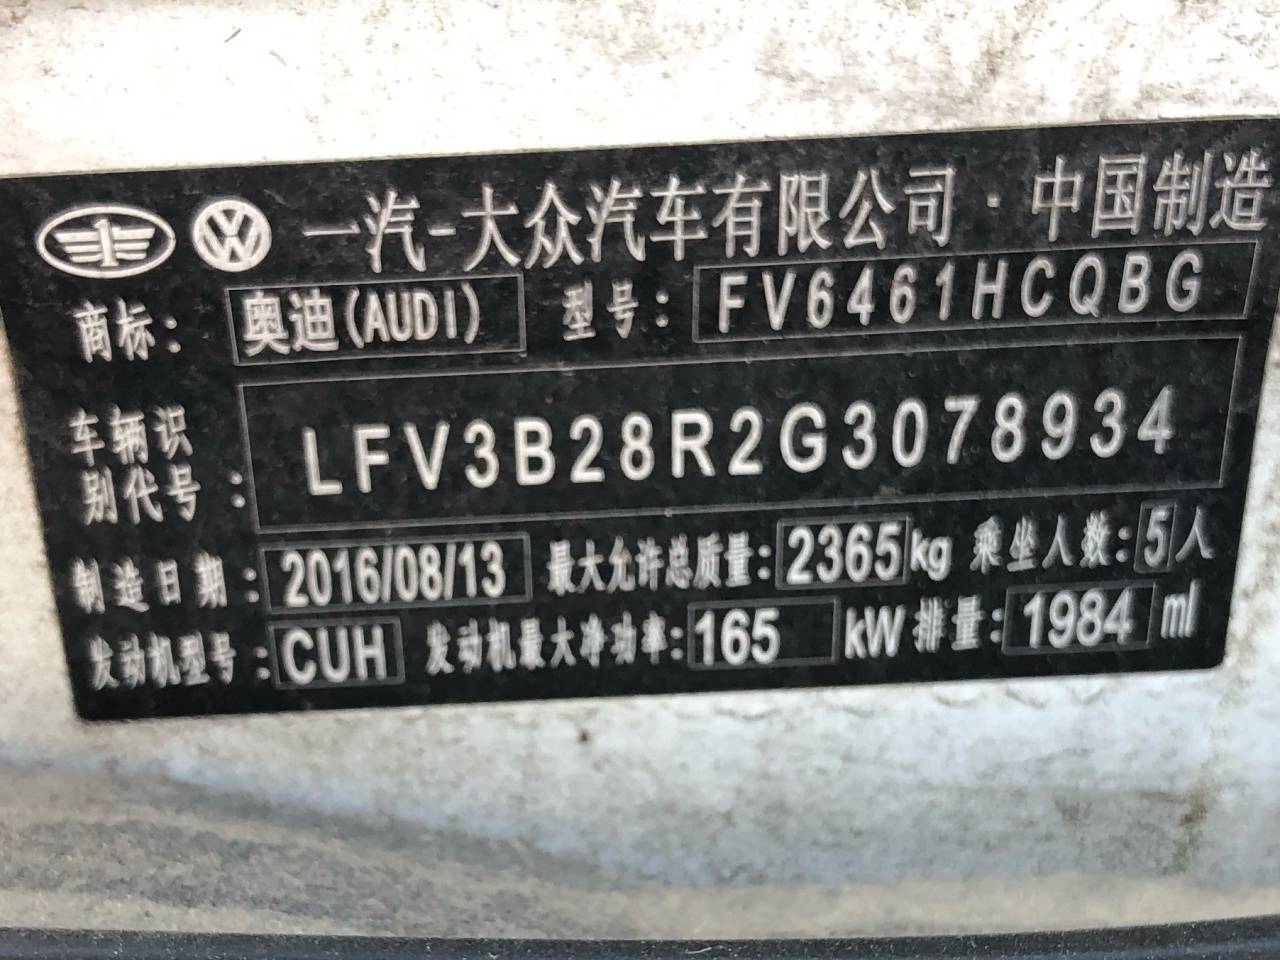 一汽-大众汽车有限公司·中国制造
商标: 奥迪(AUDI) 型号: FV6461HCQBG
车辆识别代号: LFV3B28R2G3078934
制造日期: 2016/08/13 最大允许总质量: 2365kg 乘坐人数: 5人
发动机型号: CUH 发动机最大净功率: 165 kW 排量: 1984 ml